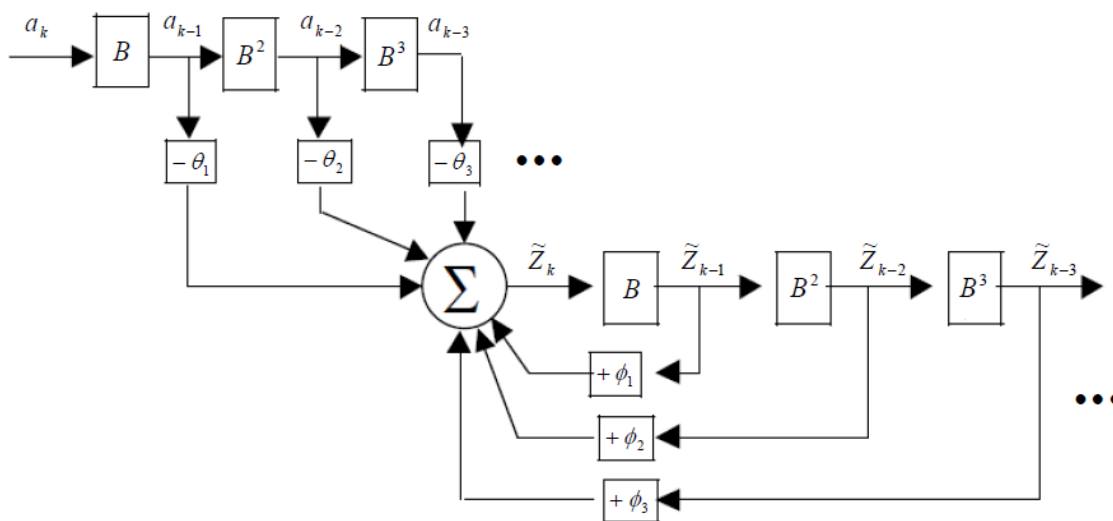 a_k a_{k-1} a_{k-2} a_{k-3}
B B^2 B^3
-θ_1 -θ_2 -θ_3 •••
Σ Z̃_k Z̃_{k-1} Z̃_{k-2} Z̃_{k-3}
B B^2 B^3
+ϕ_1
•••
+ϕ_2
+ϕ_3